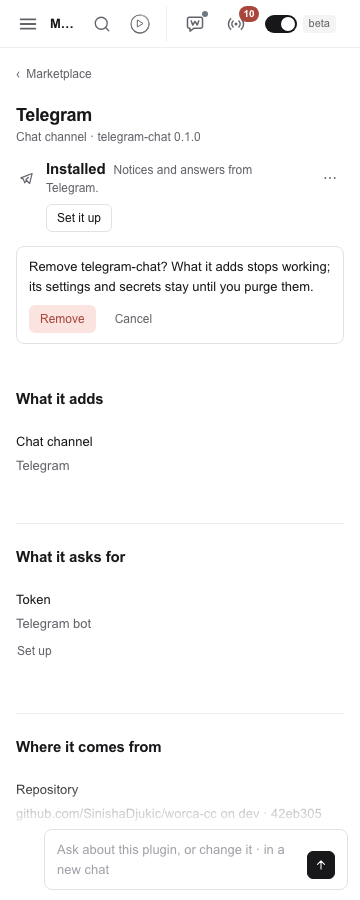 M...
10
beta
‹ Marketplace
Telegram
Chat channel · telegram-chat 0.1.0
Installed Notices and answers from
Telegram.
...
Set it up
Remove telegram-chat? What it adds stops working;
its settings and secrets stay until you purge them.
Remove Cancel
What it adds
Chat channel
Telegram
What it asks for
Token
Telegram bot
Set up
Where it comes from
Repository
github.com/SinishaDjukic/worca-cc on dev · 42eb305
Ask about this plugin, or change it · in a
new chat